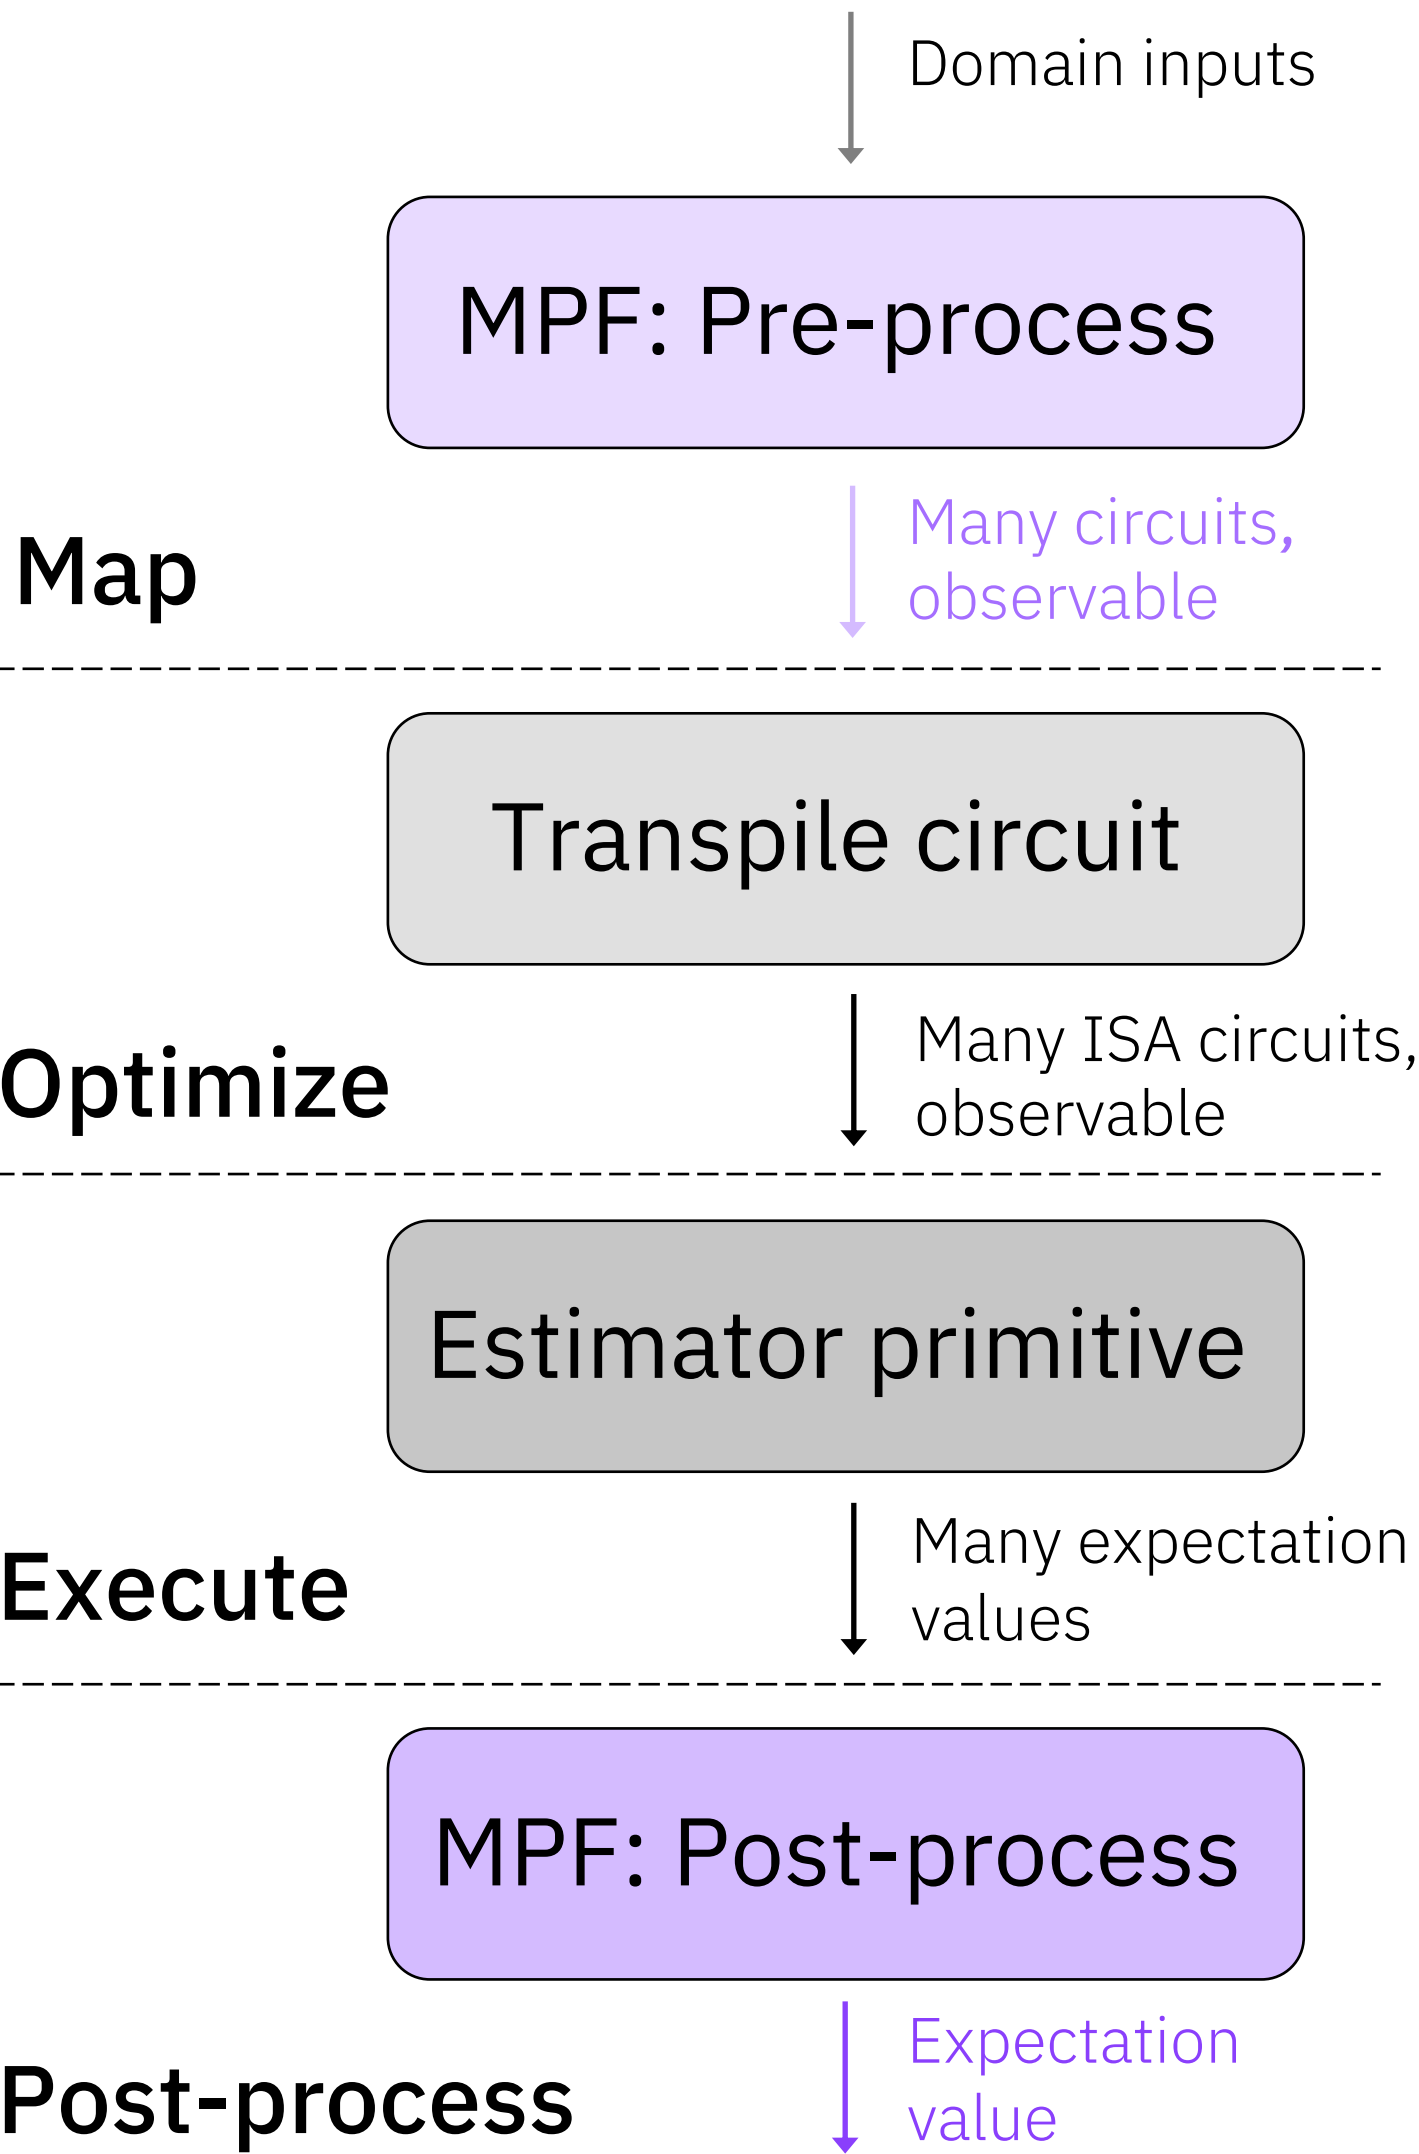 Domain inputs
MPF: Pre-process
Many circuits,
observable
Map
Transpile circuit
Many ISA circuits,
observable
Optimize
Estimator primitive
Many expectation
values
Execute
MPF: Post-process
Expectation
value
Post-process